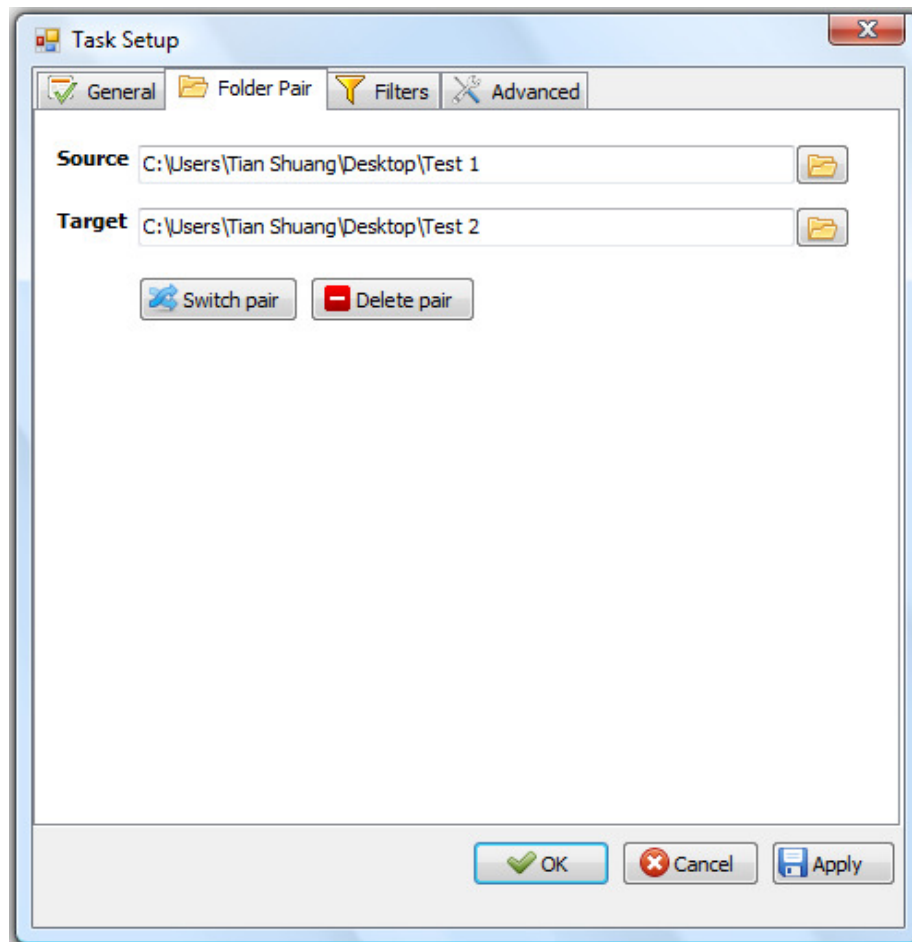 Task Setup
General Folder Pair Filters Advanced
Source C:\Users\Tian Shuang\Desktop\Test 1
Target C:\Users\Tian Shuang\Desktop\Test 2
Switch pair Delete pair
OK Cancel Apply